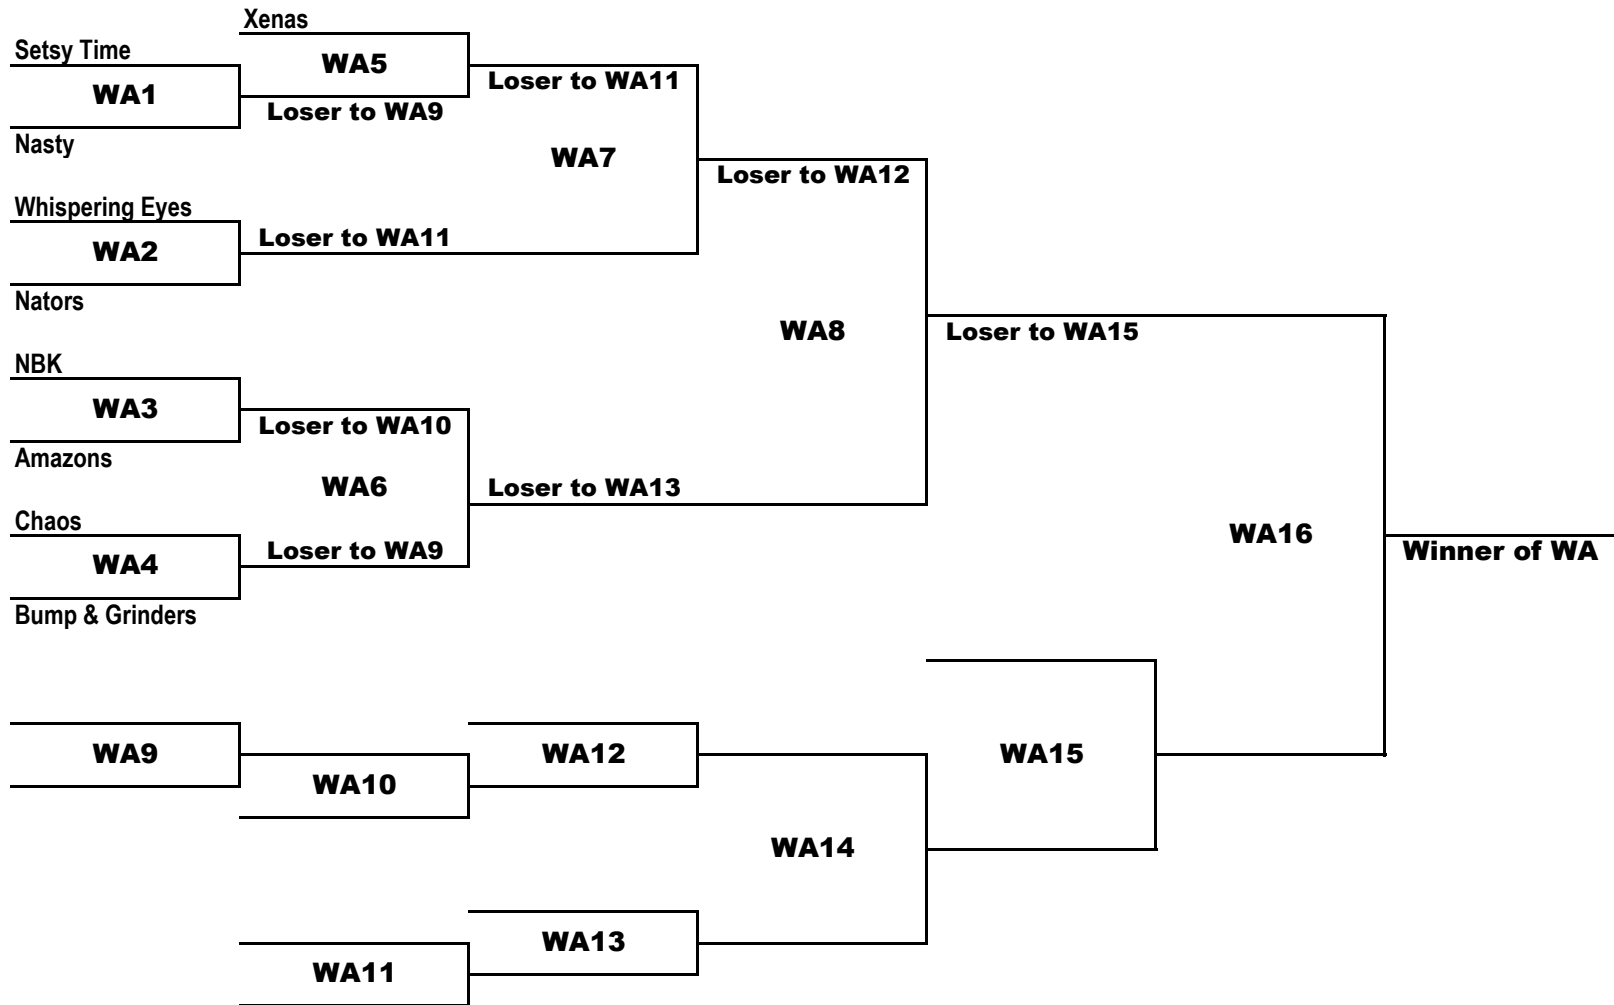 Xenas
Setsy Time
WA5
WA1
Loser to WA11
Loser to WA9
Nasty
WA7
Loser to WA12
Whispering Eyes
WA2
Loser to WA11
Nators
WA8
Loser to WA15
NBK
WA3
Loser to WA10
Amazons
WA6
Loser to WA13
Chaos
WA16
Winner of WA
Loser to WA9
WA4
Bump & Grinders
WA9
WA12
WA15
WA10
WA14
WA13
WA11